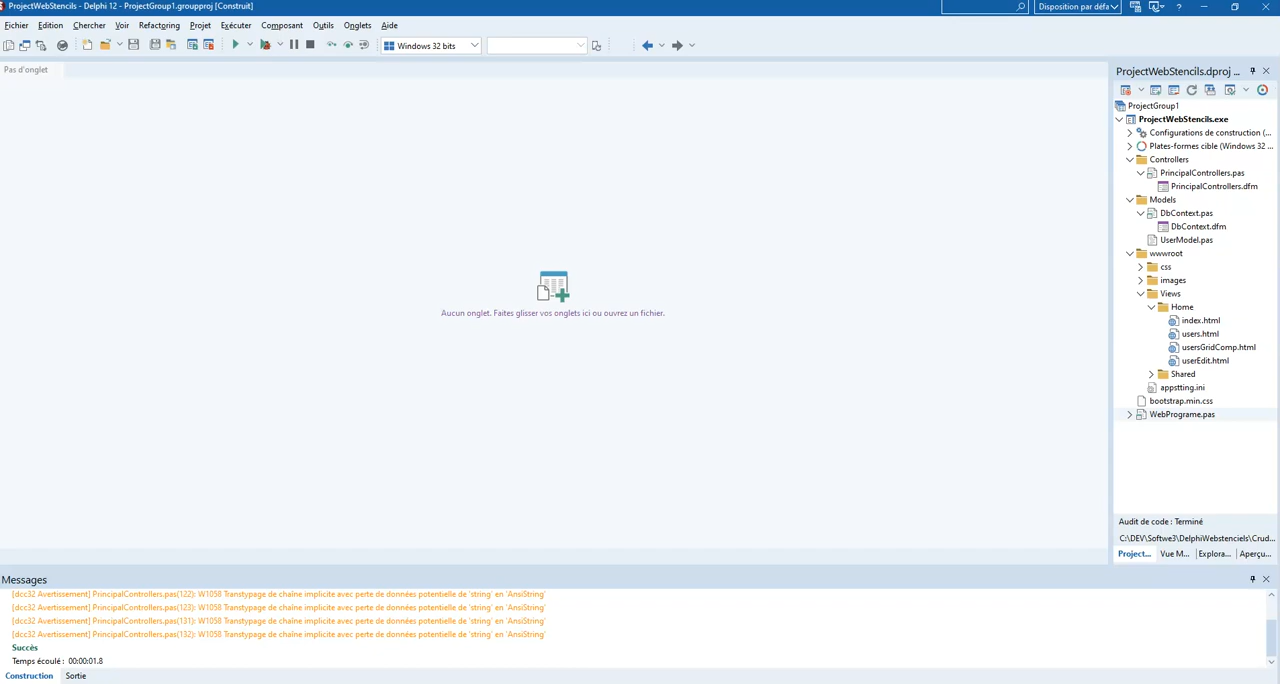 ProjectWebStencils - Delphi 12 - ProjectGroup1.groupproj [Construit]
Disposition par défa
Fichier Edition Chercher Voir Refactoring Projet Exécuter Composant Outils Onglets Aide
Windows 32 bits
Pas d'onglet
Aucun onglet. Faites glisser vos onglets ici ou ouvrez un fichier.
ProjectWebStencils.dproj ...
ProjectGroup1
ProjectWebStencils.exe
Configurations de construction (...
Plates-formes cible (Windows 32 ...
Controllers
PrincipalControllers.pas
PrincipalControllers.dfm
Models
DbContext.pas
DbContext.dfm
UserModel.pas
wwwroot
css
images
Views
Home
index.html
users.html
usersGridComp.html
userEdit.html
Shared
appstting.ini
bootstrap.min.css
WebPrograme.pas
Audit de code : Terminé
C:\DEV\Softwe3\DelphiWebstenciels\Crud...
Project... Vue M... Explora... Aperçu...
Messages
[dcc32 Avertissement] PrincipalControllers.pas(122): W1058 Transtypage de chaîne implicite avec perte de données potentielle de 'string' en 'AnsiString'
[dcc32 Avertissement] PrincipalControllers.pas(123): W1058 Transtypage de chaîne implicite avec perte de données potentielle de 'string' en 'AnsiString'
[dcc32 Avertissement] PrincipalControllers.pas(131): W1058 Transtypage de chaîne implicite avec perte de données potentielle de 'string' en 'AnsiString'
[dcc32 Avertissement] PrincipalControllers.pas(132): W1058 Transtypage de chaîne implicite avec perte de données potentielle de 'string' en 'AnsiString'
Succès
Temps écoulé : 00:00:01.8
Construction Sortie